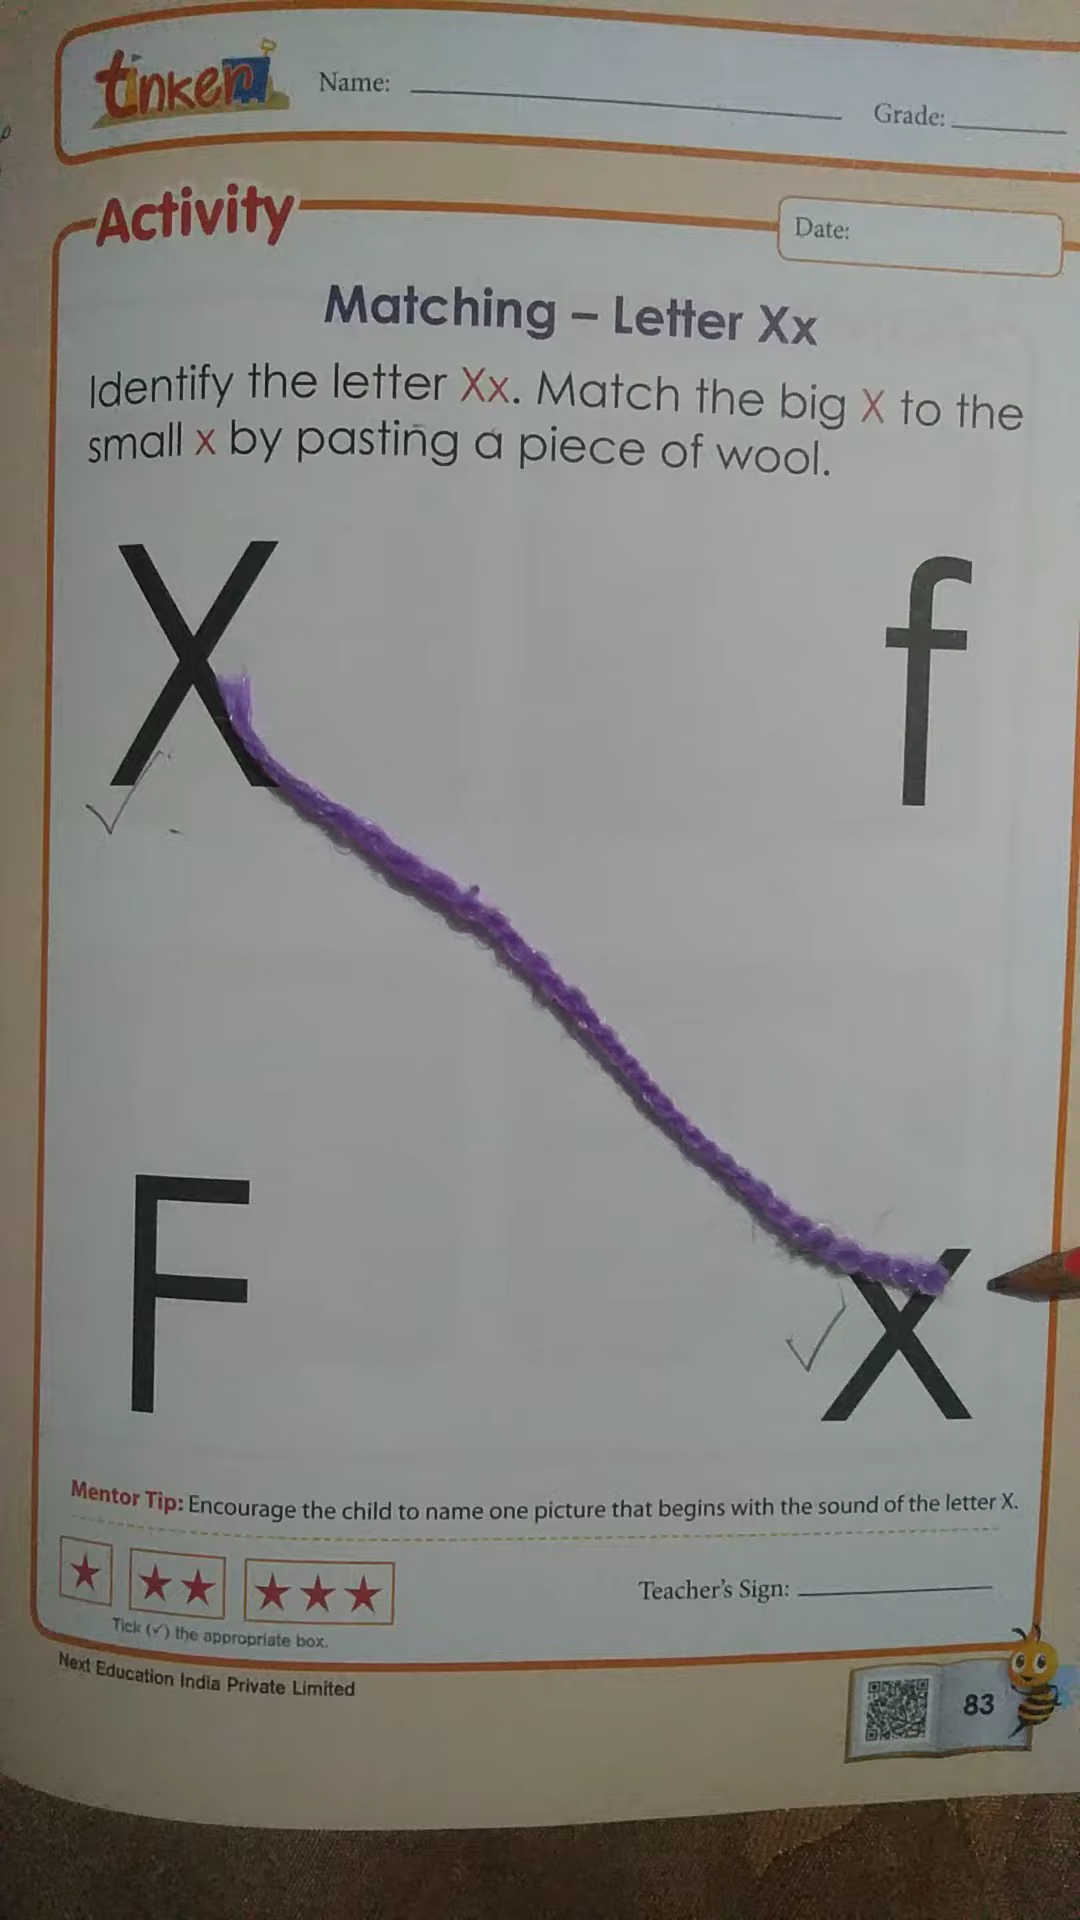 tinker
Name:
Grade:
Activity
Date:
Matching – Letter Xx
Identify the letter Xx. Match the big X to the
small x by pasting a piece of wool.
X f
F x
Mentor Tip: Encourage the child to name one picture that begins with the sound of the letter X.
Teacher's Sign:
Tick (✓) the appropriate box.
Next Education India Private Limited
83